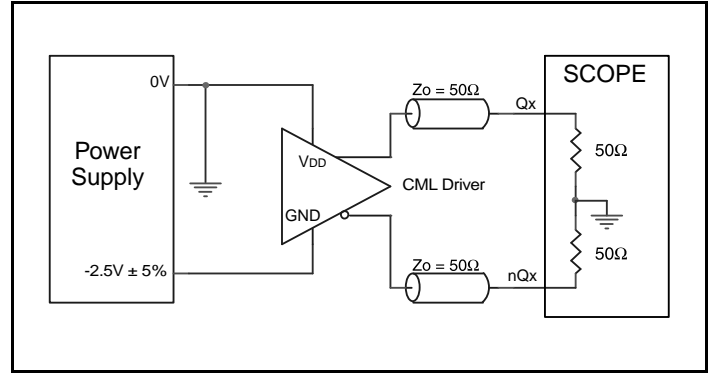 0V
Power
Supply
-2.5V ± 5%
VDD
GND
CML Driver
Zo = 50Ω
Qx
Zo = 50Ω
nQx
SCOPE
50Ω
50Ω